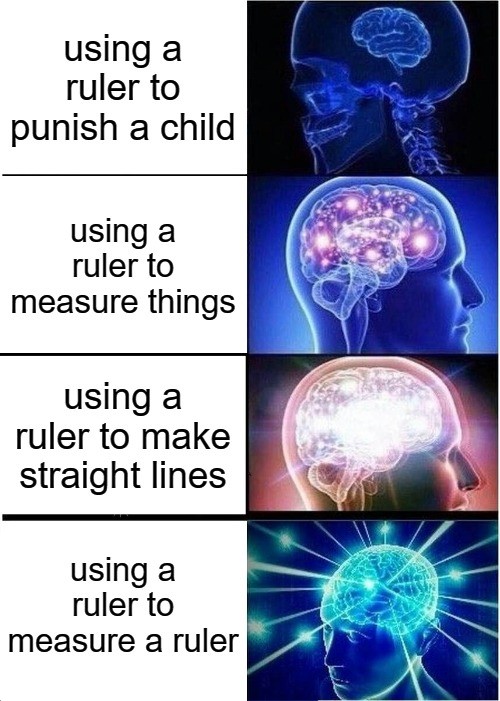 using a
ruler to
punish a child
using a
ruler to
measure things
using a
ruler to make
straight lines
using a
ruler to
measure a ruler